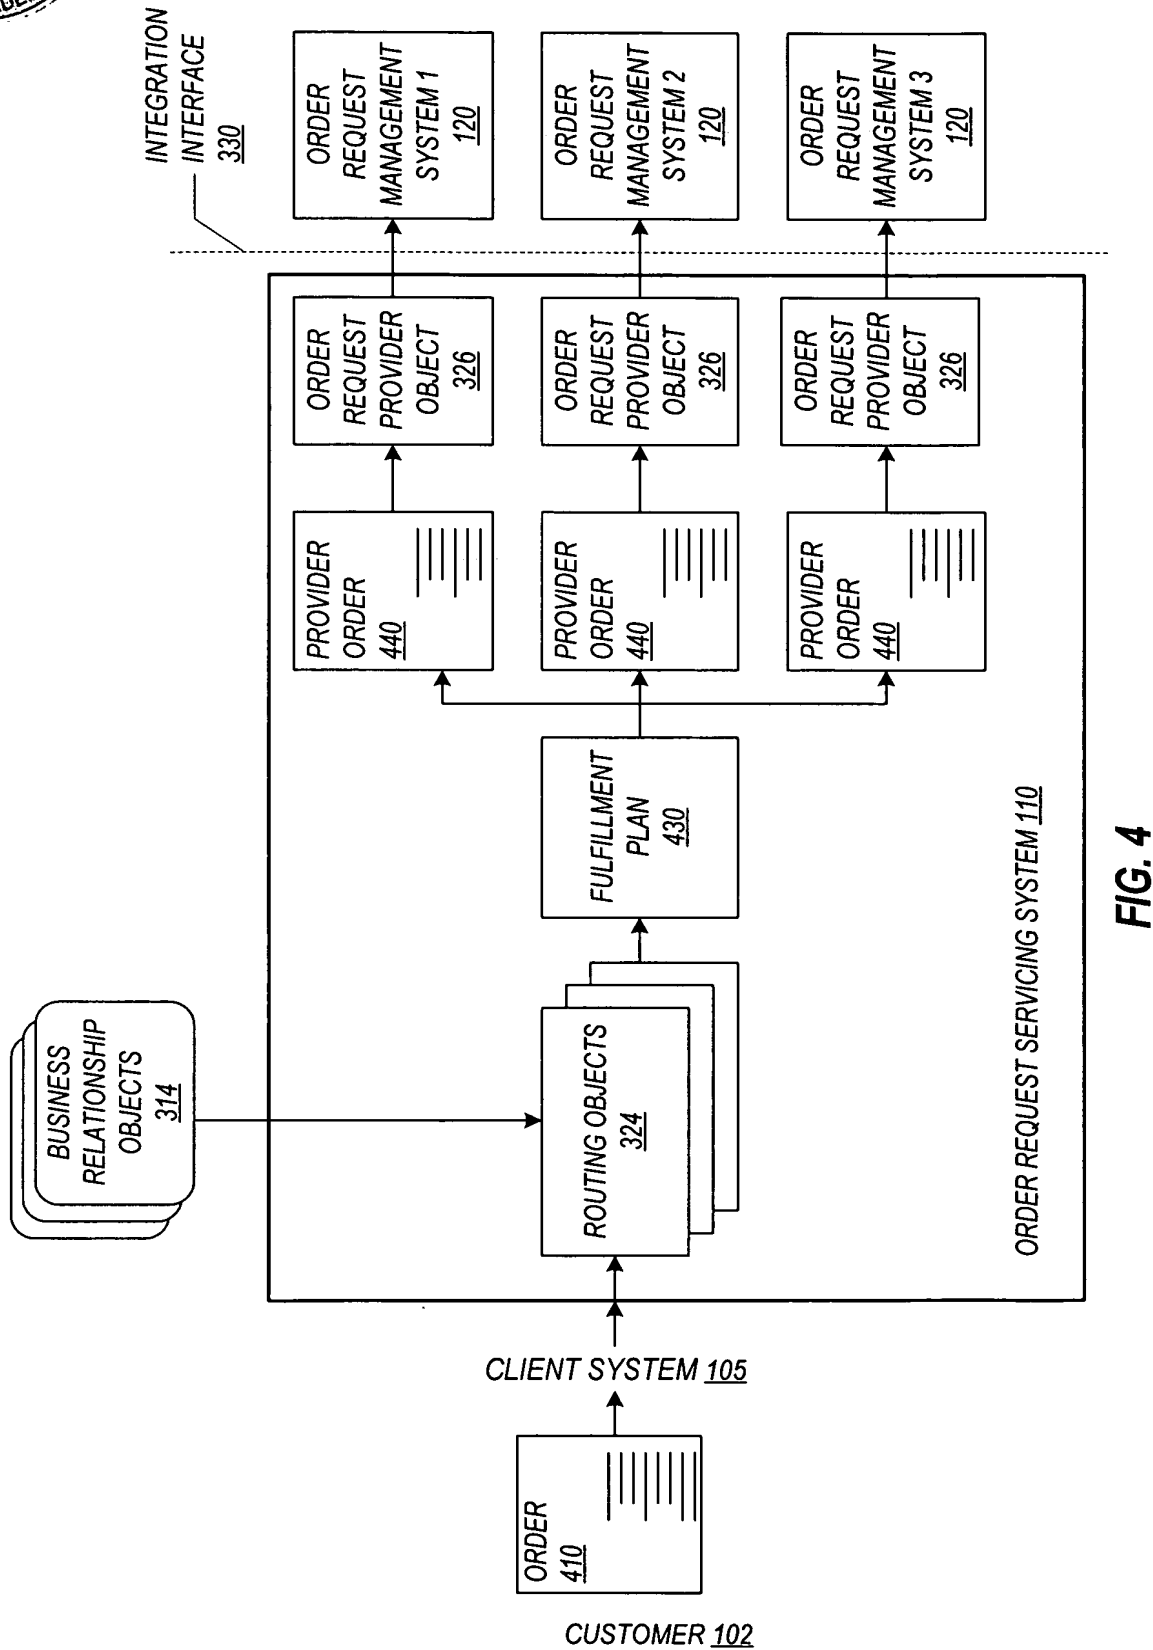 CUSTOMER 102
ORDER
410
CLIENT SYSTEM 105
BUSINESS
RELATIONSHIP
OBJECTS
314
ROUTING OBJECTS
324
FULFILLMENT
PLAN
430
PROVIDER
ORDER
440
PROVIDER
ORDER
440
PROVIDER
ORDER
440
ORDER
REQUEST
PROVIDER
OBJECT
326
ORDER
REQUEST
PROVIDER
OBJECT
326
ORDER
REQUEST
PROVIDER
OBJECT
326
INTEGRATION
INTERFACE
330
ORDER
REQUEST
MANAGEMENT
SYSTEM 1
120
ORDER
REQUEST
MANAGEMENT
SYSTEM 2
120
ORDER
REQUEST
MANAGEMENT
SYSTEM 3
120
ORDER REQUEST SERVICING SYSTEM 110
FIG. 4